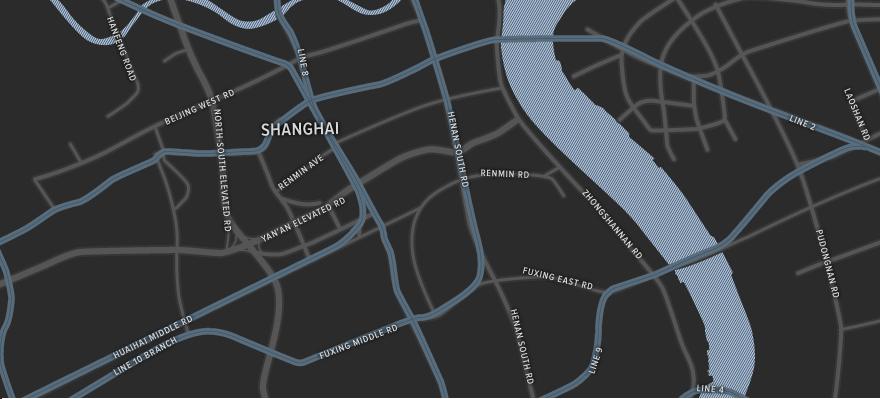 HANFENG ROAD
LINE 8
BEIJING WEST RD
LAOSHAN RD
LINE 2
SHANGHAI
NORTH-SOUTH ELEVATED RD
HENAN SOUTH RD
RENMIN AVE
RENMIN RD
YAN'AN ELEVATED RD
ZHONGSHANNAN RD
PUDONGNAN RD
FUXING EAST RD
HUAIHAI MIDDLE RD
LINE 10 BRANCH
FUXING MIDDLE RD
HENAN SOUTH RD
LINE 9
LINE 4